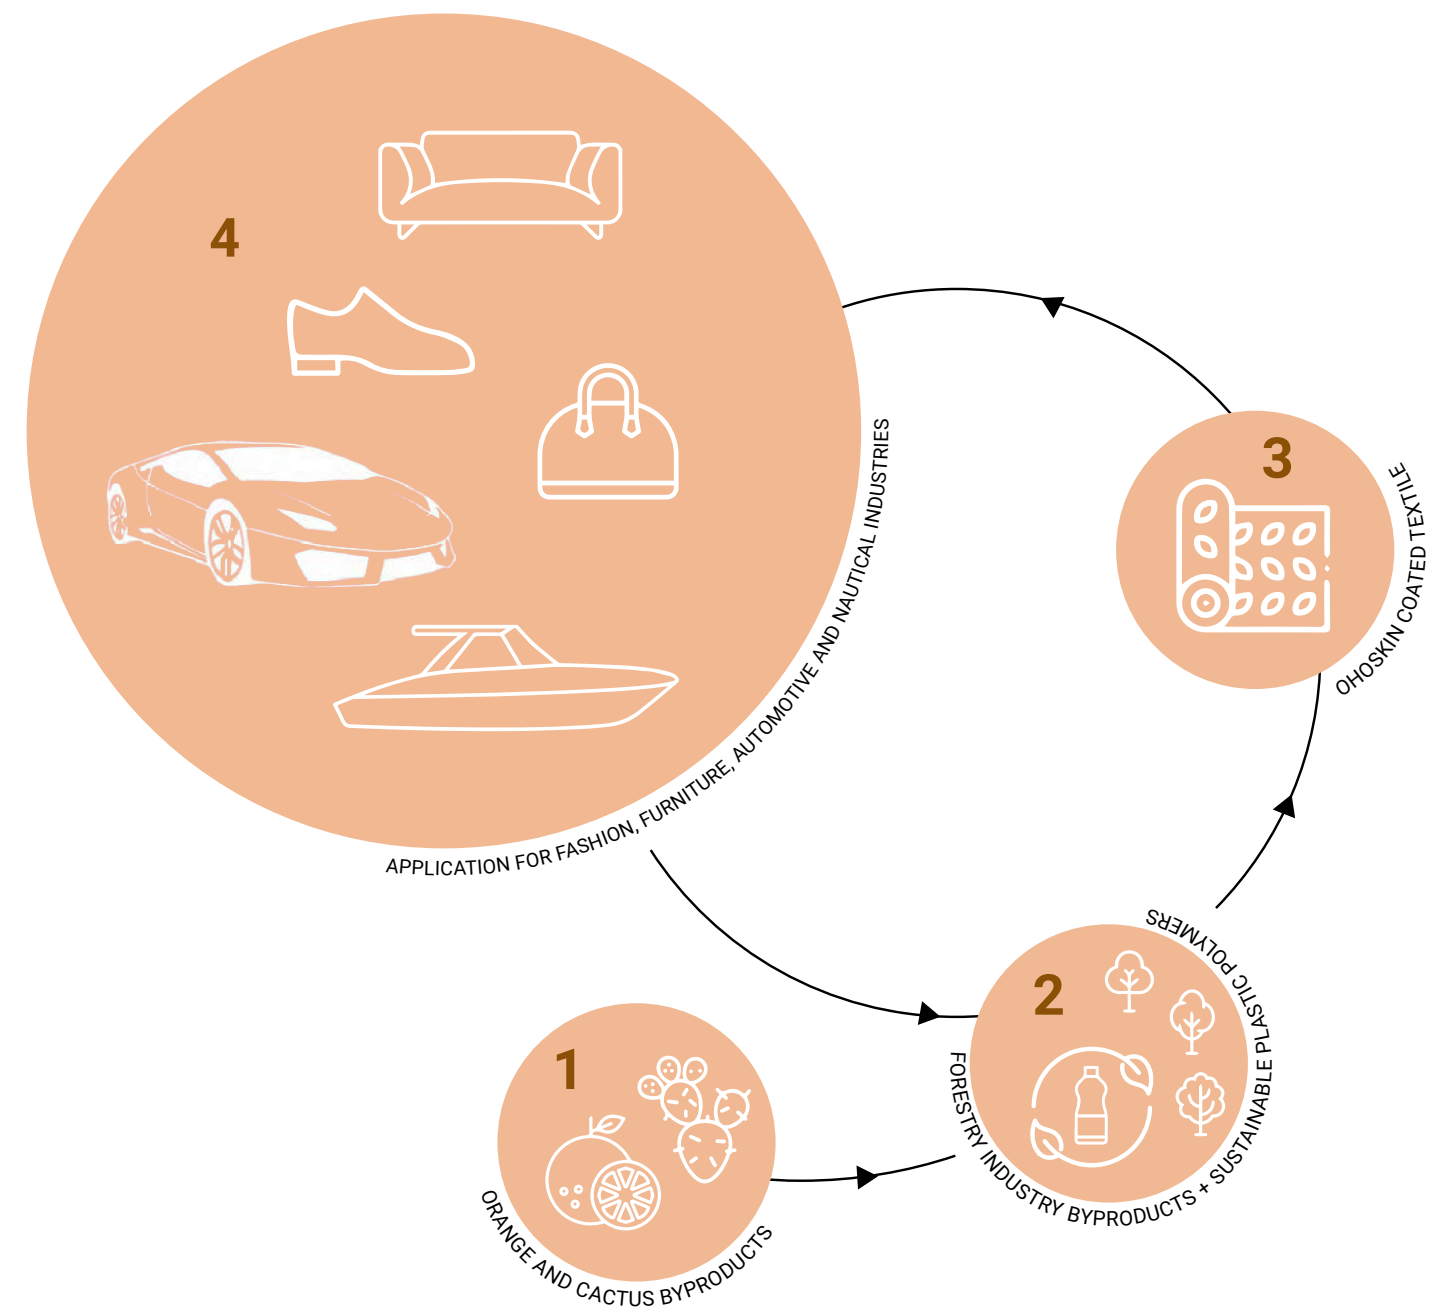 1
ORANGE AND CACTUS BYPRODUCTS
2
FORESTRY INDUSTRY BYPRODUCTS + SUSTAINABLE PLASTIC POLYMERS
3
OHOSKIN COATED TEXTILE
4
APPLICATION FOR FASHION, FURNITURE, AUTOMOTIVE AND NAUTICAL INDUSTRIES